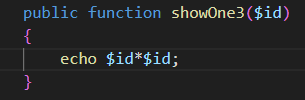 public function showOne3($id)
{
    echo $id*$id;
}